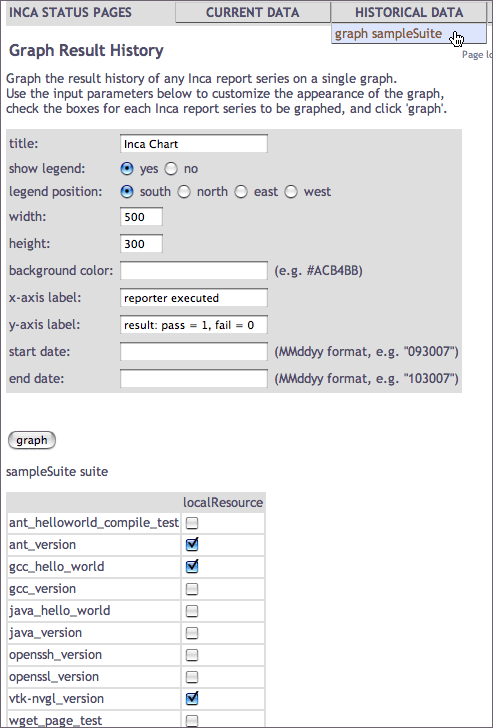 INCA STATUS PAGES CURRENT DATA HISTORICAL DATA
graph sampleSuite
Graph Result History
Page lo
Graph the result history of any Inca report series on a single graph.
Use the input parameters below to customize the appearance of the graph,
check the boxes for each Inca report series to be graphed, and click 'graph'.
title: Inca Chart
show legend: yes no
legend position: south north east west
width: 500
height: 300
background color: (e.g. #ACB4BB)
x-axis label: reporter executed
y-axis label: result: pass = 1, fail = 0
start date: (MMddyy format, e.g. "093007")
end date: (MMddyy format, e.g. "103007")
graph
sampleSuite suite
localResource
ant_helloworld_compile_test
ant_version
gcc_hello_world
gcc_version
java_hello_world
java_version
openssh_version
openssl_version
vtk-nvgl_version
wget_page_test